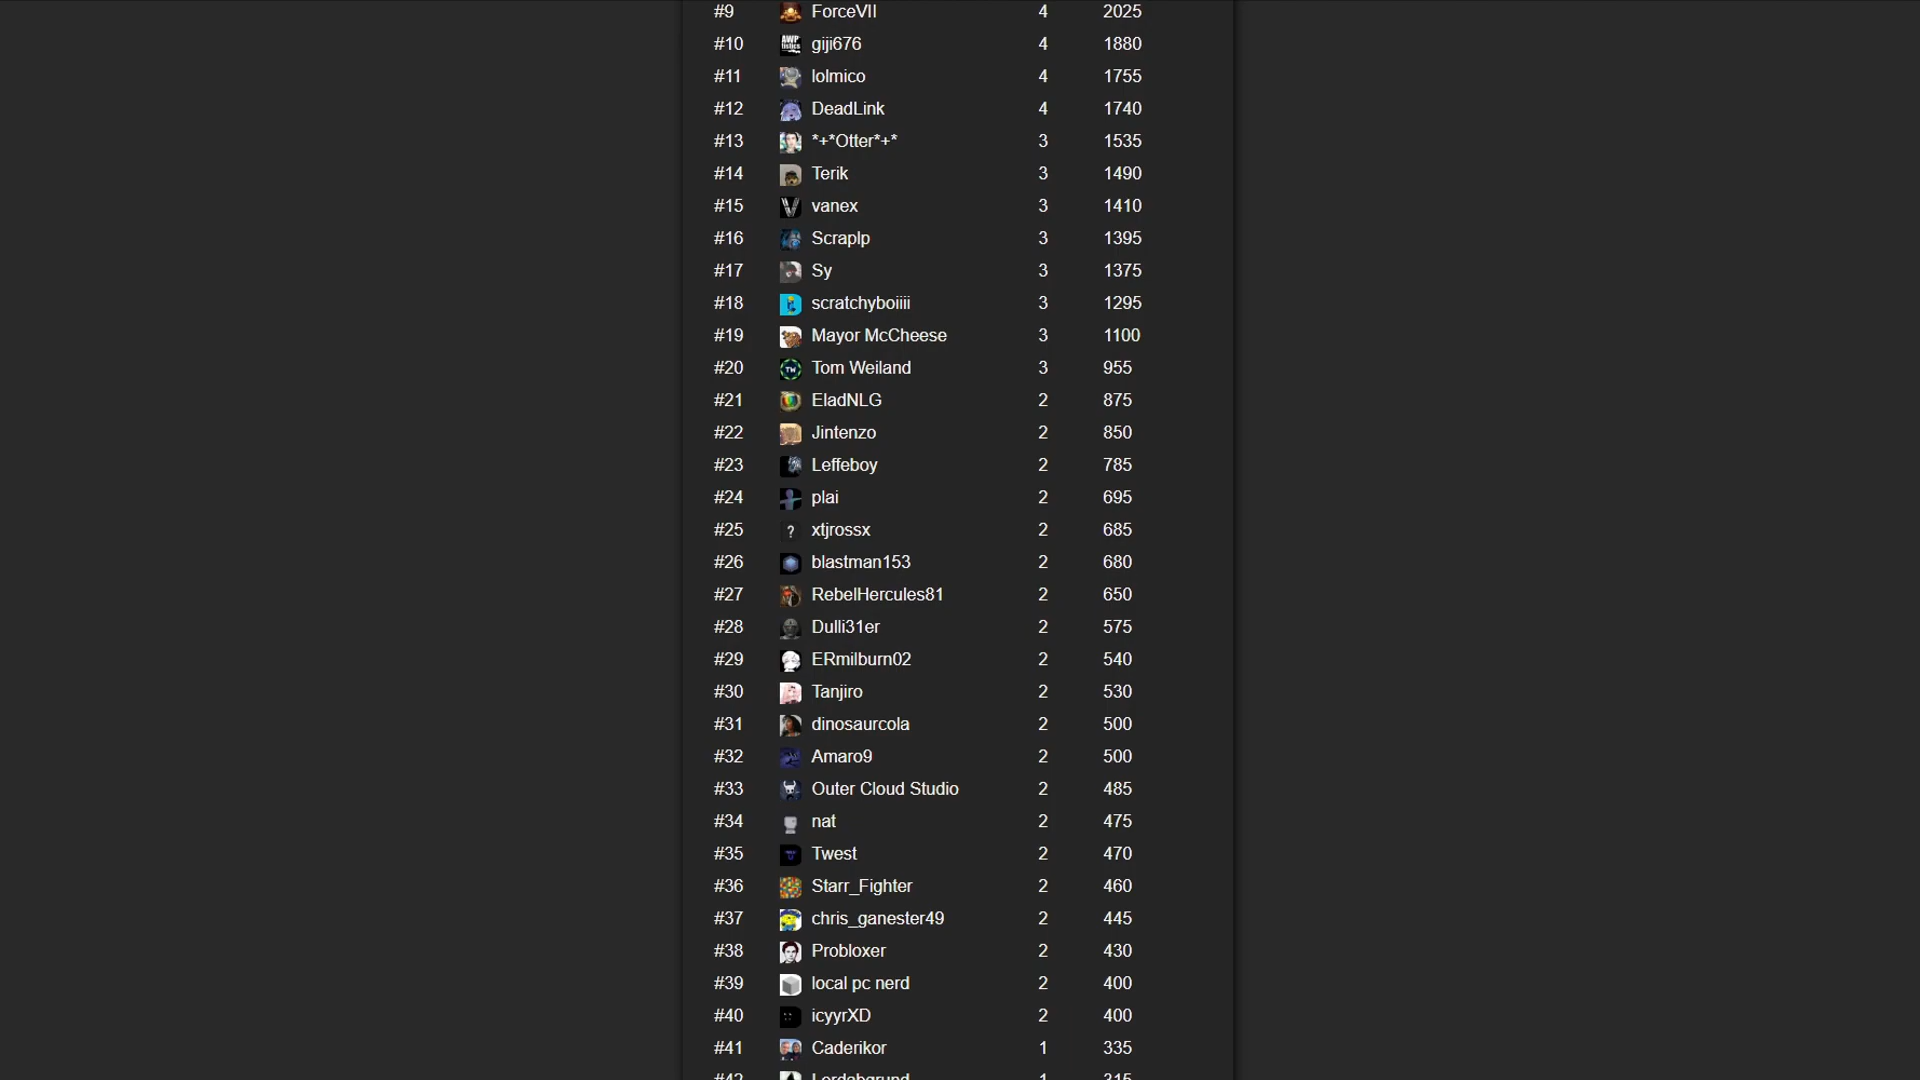 #9 ForceVII 4 2025
#10 giji676 4 1880
#11 lolmico 4 1755
#12 DeadLink 4 1740
#13 *+*Otter*+* 3 1535
#14 Terik 3 1490
#15 vanex 3 1410
#16 Scraplp 3 1395
#17 Sy 3 1375
#18 scratchyboiiii 3 1295
#19 Mayor McCheese 3 1100
#20 TW Tom Weiland 3 955
#21 EladNLG 2 875
#22 Jintenzo 2 850
#23 Leffeboy 2 785
#24 plai 2 695
#25 ? xtjrossx 2 685
#26 blastman153 2 680
#27 RebelHercules81 2 650
#28 Dulli31er 2 575
#29 ERmilburn02 2 540
#30 Tanjiro 2 530
#31 dinosaurcola 2 500
#32 Amaro9 2 500
#33 Outer Cloud Studio 2 485
#34 nat 2 475
#35 Twest 2 470
#36 Starr_Fighter 2 460
#37 chris_ganester49 2 445
#38 Probloxer 2 430
#39 local pc nerd 2 400
#40 icyyrXD 2 400
#41 Caderikor 1 335
#42 Lordabgrund 1 315